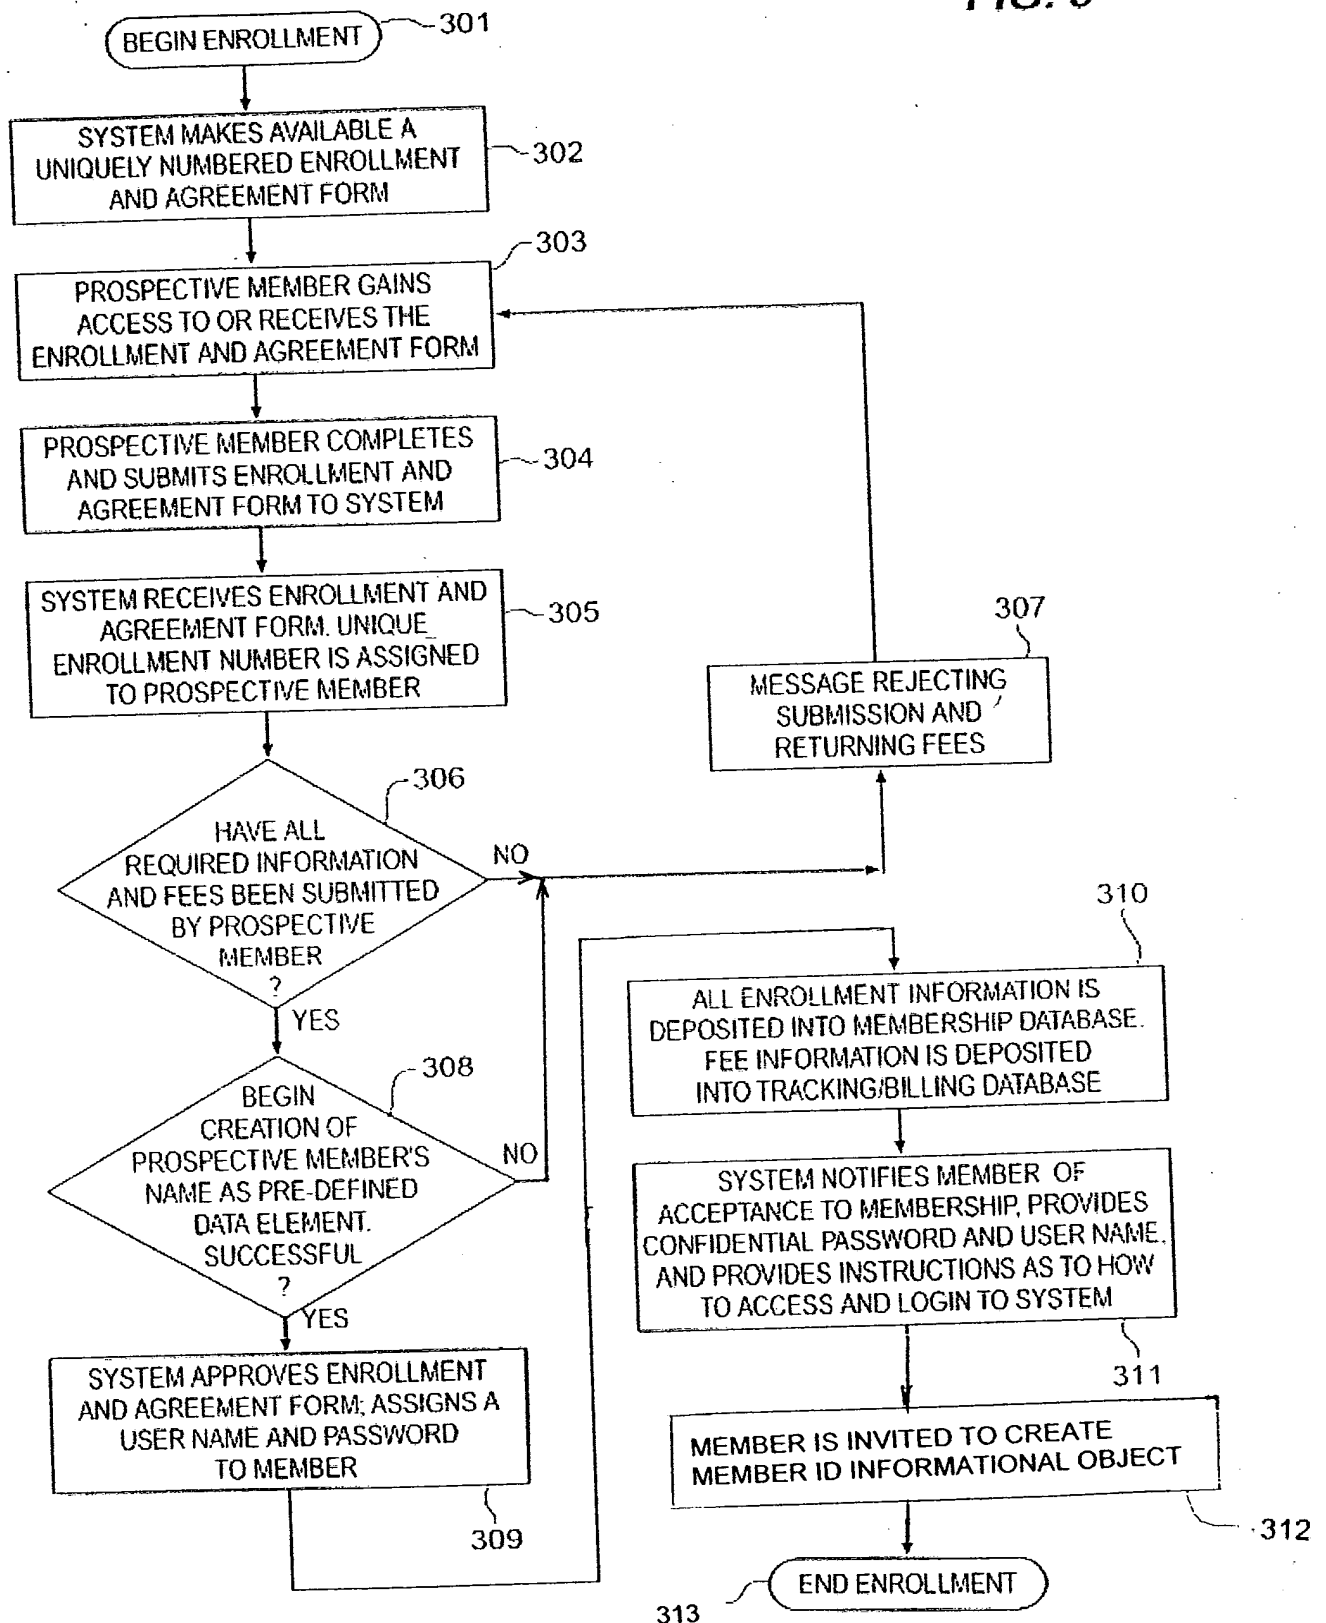 BEGIN ENROLLMENT
301
SYSTEM MAKES AVAILABLE A
UNIQUELY NUMBERED ENROLLMENT
AND AGREEMENT FORM
302
303
PROSPECTIVE MEMBER GAINS
ACCESS TO OR RECEIVES THE
ENROLLMENT AND AGREEMENT FORM
PROSPECTIVE MEMBER COMPLETES
AND SUBMITS ENROLLMENT AND
AGREEMENT FORM TO SYSTEM
304
SYSTEM RECEIVES ENROLLMENT AND
AGREEMENT FORM. UNIQUE
ENROLLMENT NUMBER IS ASSIGNED
TO PROSPECTIVE MEMBER
305
307
MESSAGE REJECTING
SUBMISSION AND
RETURNING FEES
306
HAVE ALL
REQUIRED INFORMATION
AND FEES BEEN SUBMITTED
BY PROSPECTIVE
MEMBER
?
NO
YES
308
BEGIN
CREATION OF
PROSPECTIVE MEMBER'S
NAME AS PRE-DEFINED
DATA ELEMENT.
SUCCESSFUL
?
NO
YES
SYSTEM APPROVES ENROLLMENT
AND AGREEMENT FORM; ASSIGNS A
USER NAME AND PASSWORD
TO MEMBER
309
310
ALL ENROLLMENT INFORMATION IS
DEPOSITED INTO MEMBERSHIP DATABASE.
FEE INFORMATION IS DEPOSITED
INTO TRACKING/BILLING DATABASE
SYSTEM NOTIFIES MEMBER OF
ACCEPTANCE TO MEMBERSHIP, PROVIDES
CONFIDENTIAL PASSWORD AND USER NAME,
AND PROVIDES INSTRUCTIONS AS TO HOW
TO ACCESS AND LOGIN TO SYSTEM
311
MEMBER IS INVITED TO CREATE
MEMBER ID INFORMATIONAL OBJECT
312
END ENROLLMENT
313